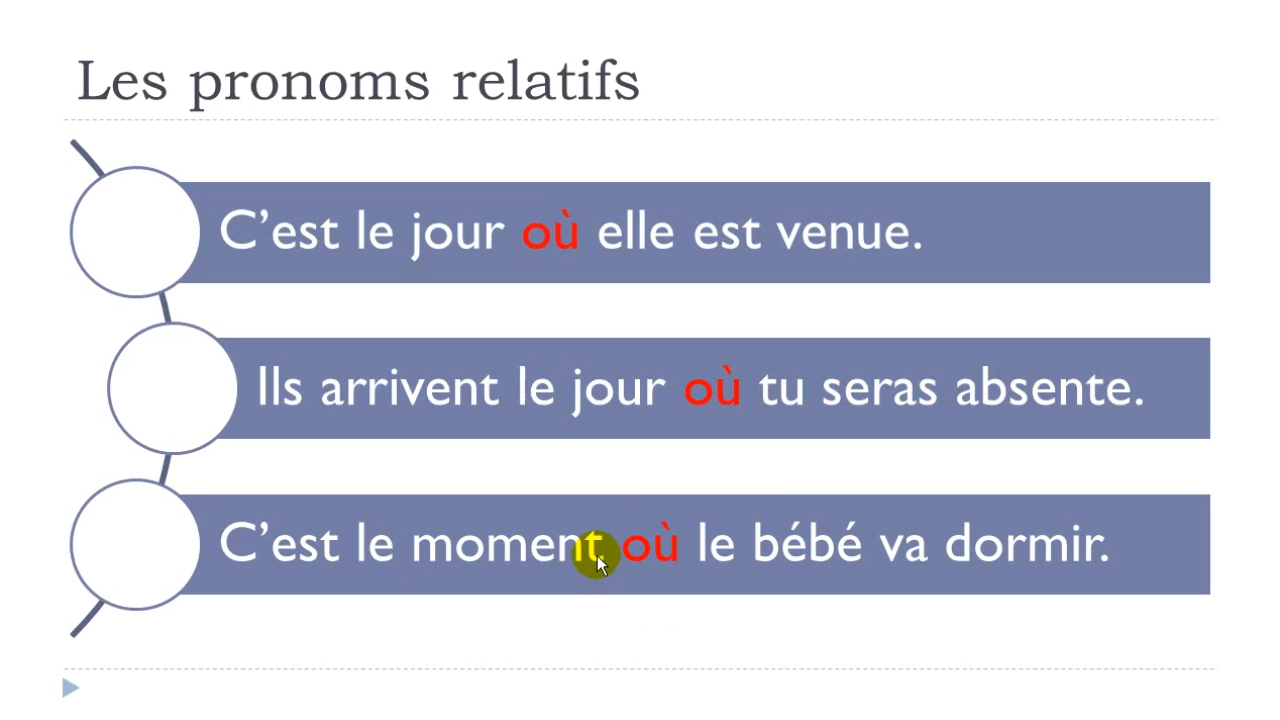 Les pronoms relatifs
C’est le jour où elle est venue.
Ils arrivent le jour où tu seras absente.
C’est le moment où le bébé va dormir.